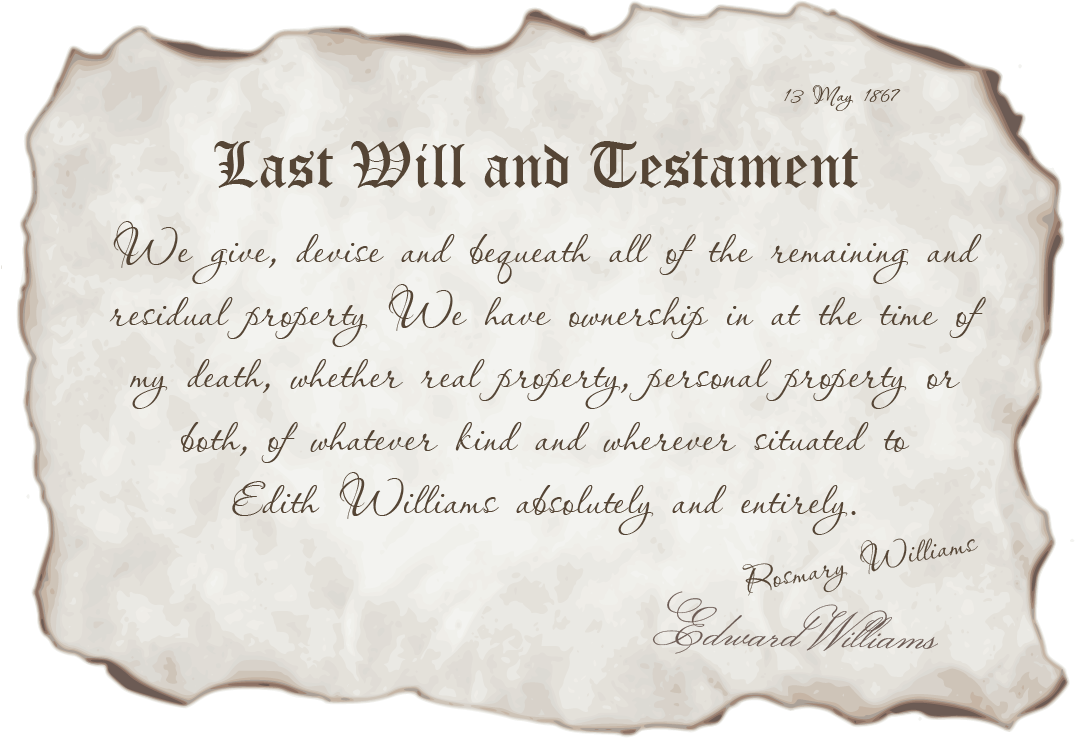 13 May 1867
Last Will and Testament
We give, devise and bequeath all of the remaining and
residual property We have ownership in at the time of
my death, whether real property, personal property or
both, of whatever kind and wherever situated to
Edith Williams absolutely and entirely.
Rosmary Williams
Edward Williams